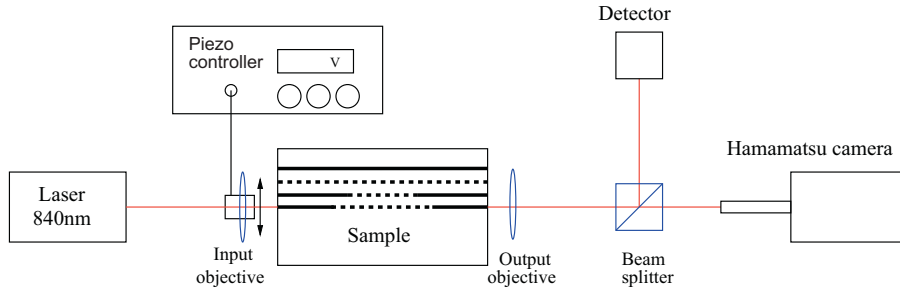 Detector
Piezo
controller
V
Hamamatsu camera
Laser
840nm
Sample
Input
objective
Output
objective
Beam
splitter